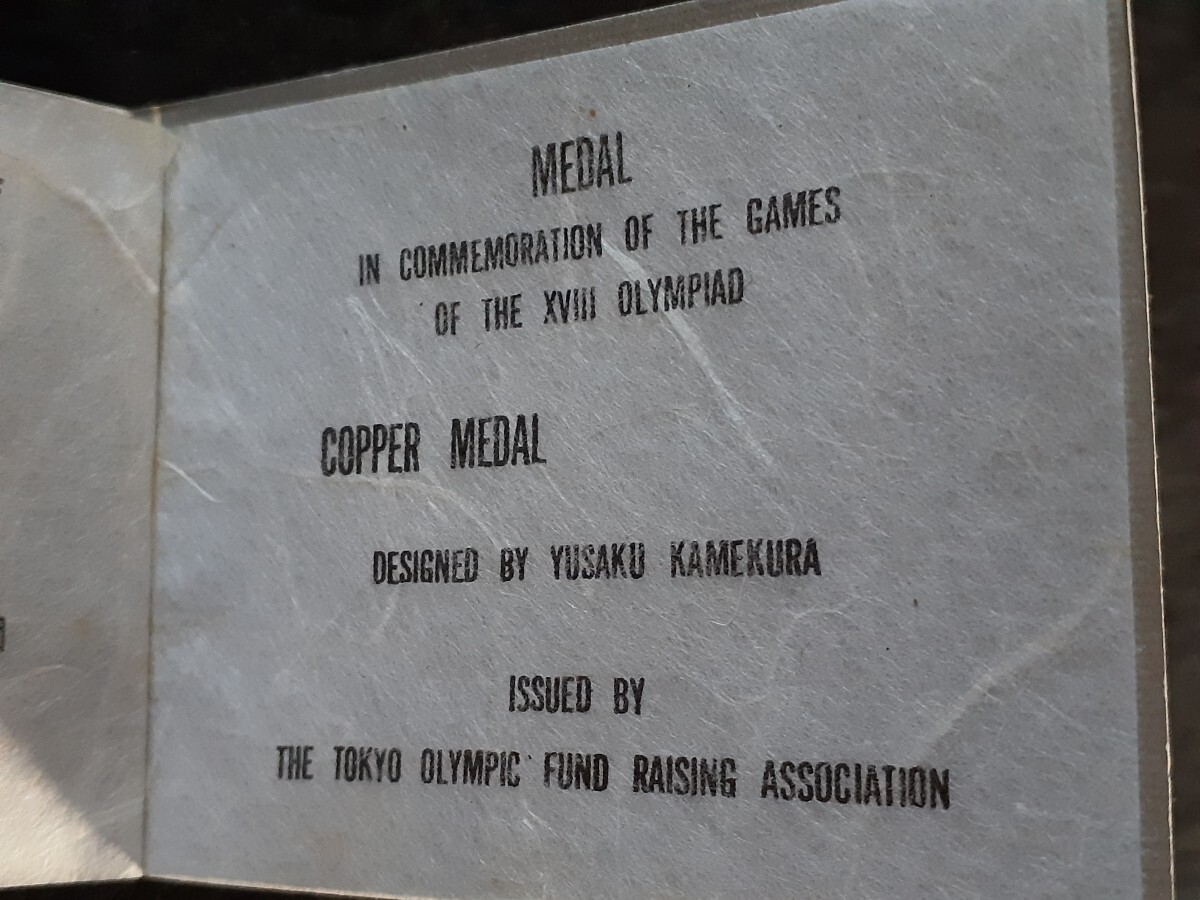 MEDAL
IN COMMEMORATION OF THE GAMES
OF THE XVIII OLYMPIAD
COPPER MEDAL
DESIGNED BY YUSAKU KAMEKURA
ISSUED BY
THE TOKYO OLYMPIC FUND RAISING ASSOCIATION